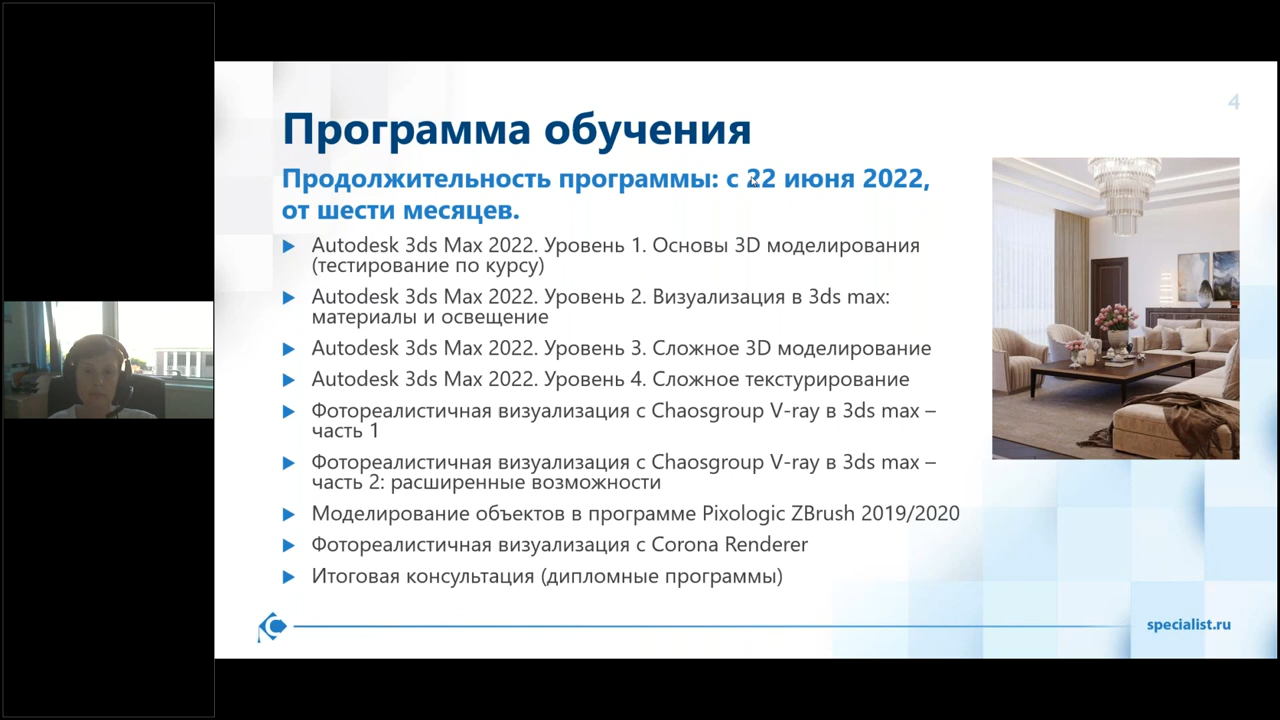 4
Программа обучения
Продолжительность программы: с 22 июня 2022,
от шести месяцев.
Autodesk 3ds Max 2022. Уровень 1. Основы 3D моделирования
(тестирование по курсу)
Autodesk 3ds Max 2022. Уровень 2. Визуализация в 3ds max:
материалы и освещение
Autodesk 3ds Max 2022. Уровень 3. Сложное 3D моделирование
Autodesk 3ds Max 2022. Уровень 4. Сложное текстурирование
Фотореалистичная визуализация с Chaosgroup V-ray в 3ds max –
часть 1
Фотореалистичная визуализация с Chaosgroup V-ray в 3ds max –
часть 2: расширенные возможности
Моделирование объектов в программе Pixologic ZBrush 2019/2020
Фотореалистичная визуализация с Corona Renderer
Итоговая консультация (дипломные программы)
specialist.ru